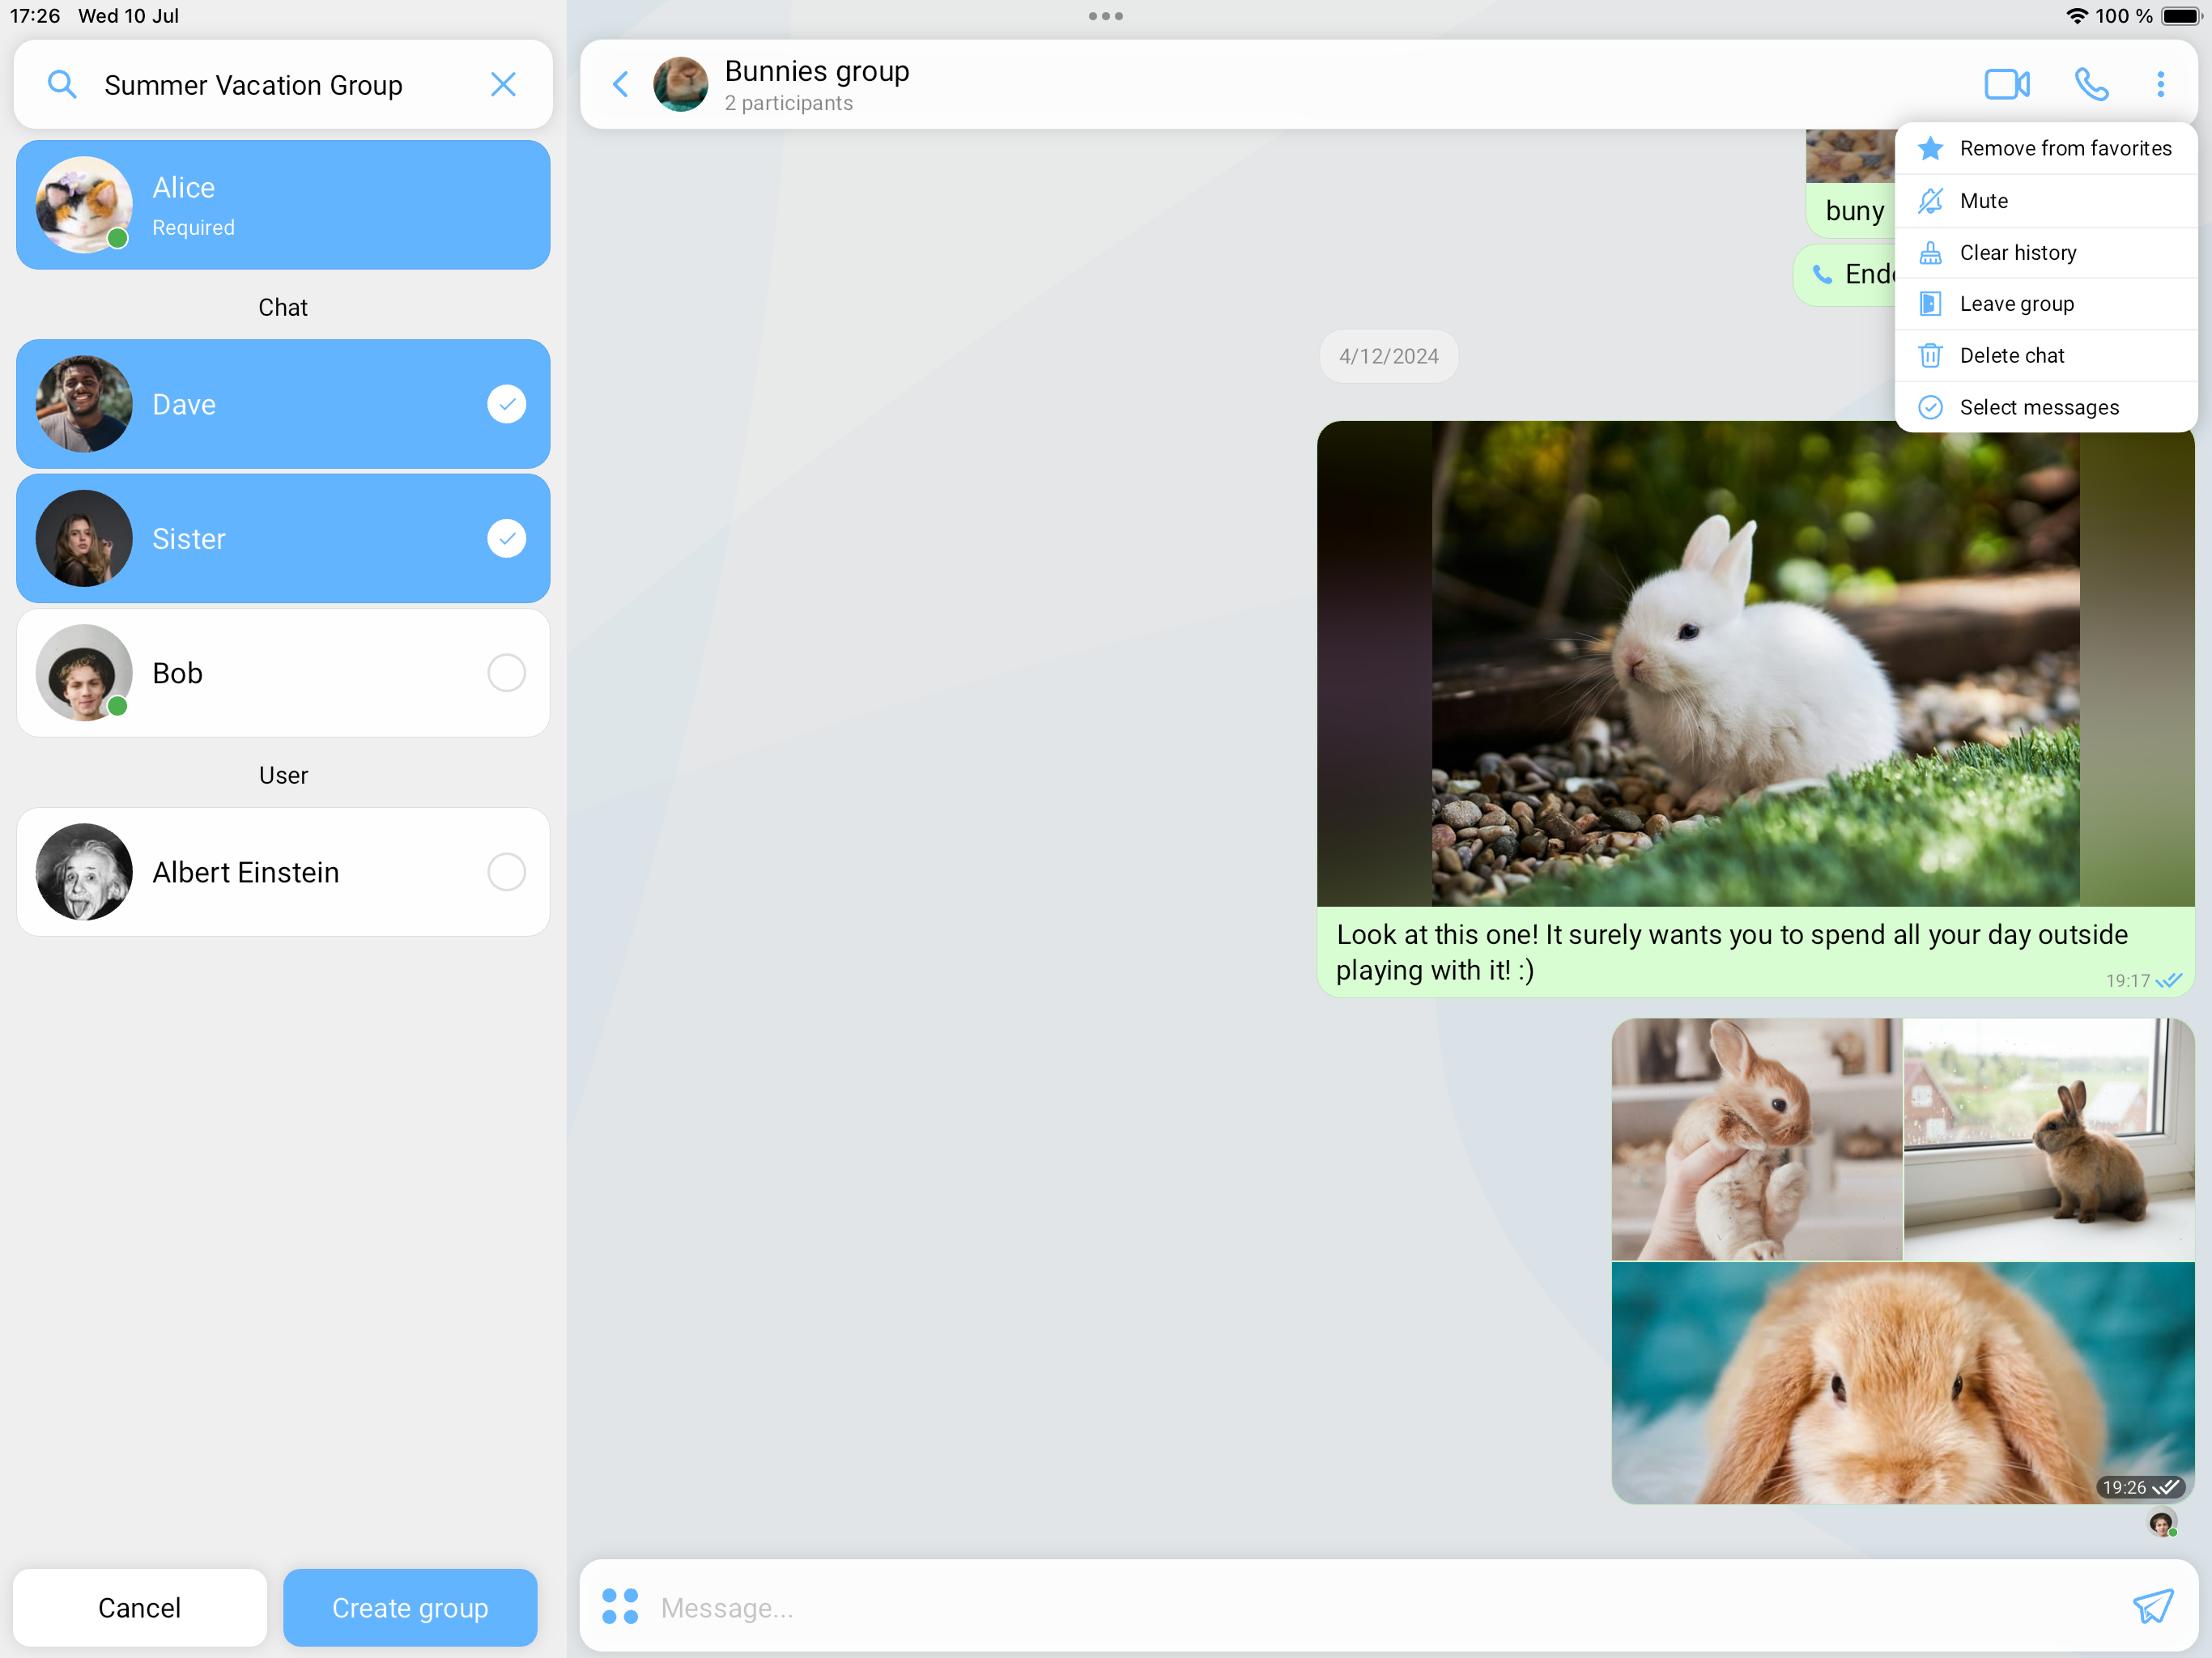 17:26 Wed 10 Jul
100 %
Summer Vacation Group
Alice
Required
Chat
Dave
Sister
Bob
User
Albert Einstein
Cancel
Create group
Bunnies group
2 participants
Remove from favorites
Mute
Clear history
Leave group
Delete chat
Select messages
buny
4/12/2024
Look at this one! It surely wants you to spend all your day outside
playing with it! :)
19:17
19:26
Message...